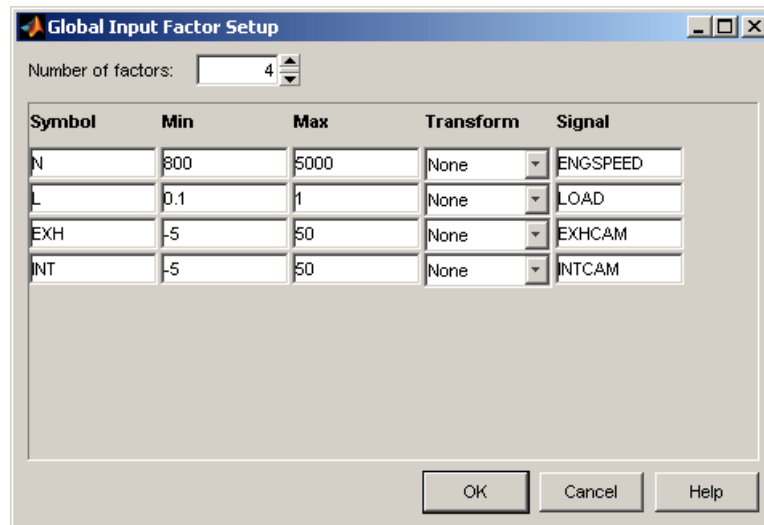 Global Input Factor Setup
Number of factors: 4
Symbol Min Max Transform Signal
N 800 5000 None ENGSPEED
L 0.1 1 None LOAD
EXH -5 50 None EXHCAM
INT -5 50 None INTCAM
OK Cancel Help